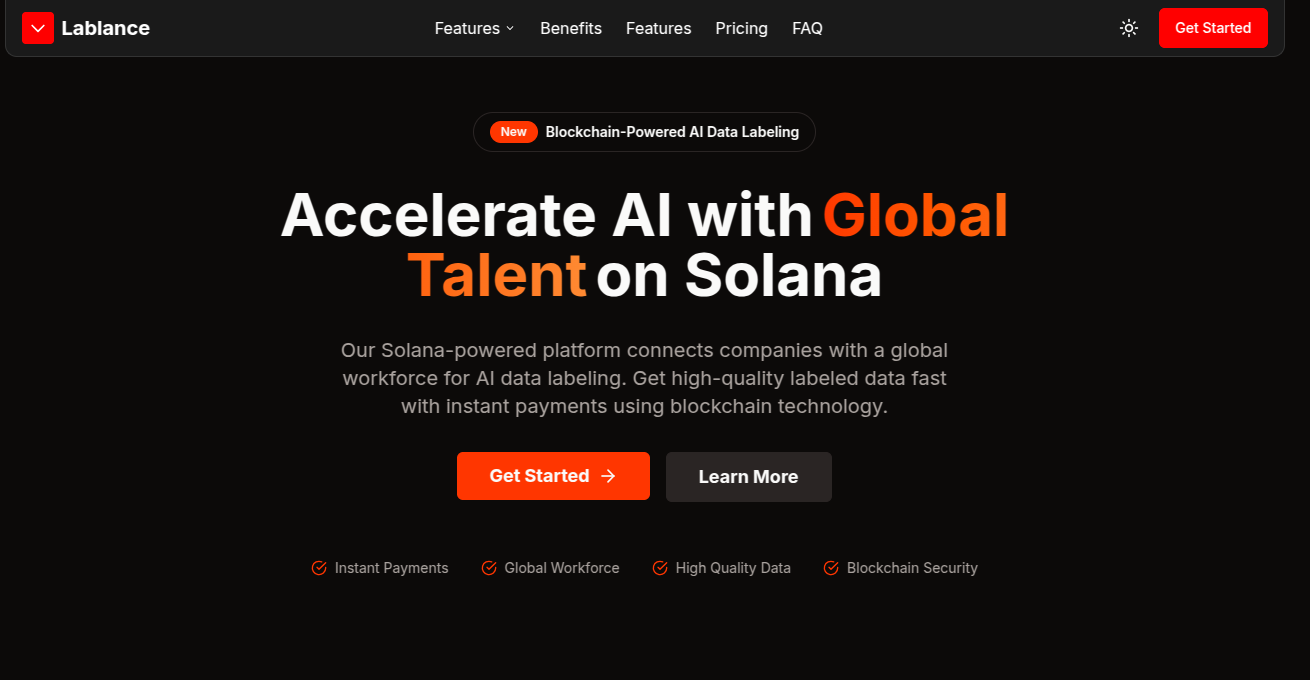 Lablance
Features
Benefits
Features
Pricing
FAQ
Get Started
New Blockchain-Powered AI Data Labeling
Accelerate AI with Global
Talent on Solana
Our Solana-powered platform connects companies with a global
workforce for AI data labeling. Get high-quality labeled data fast
with instant payments using blockchain technology.
Get Started
Learn More
Instant Payments
Global Workforce
High Quality Data
Blockchain Security